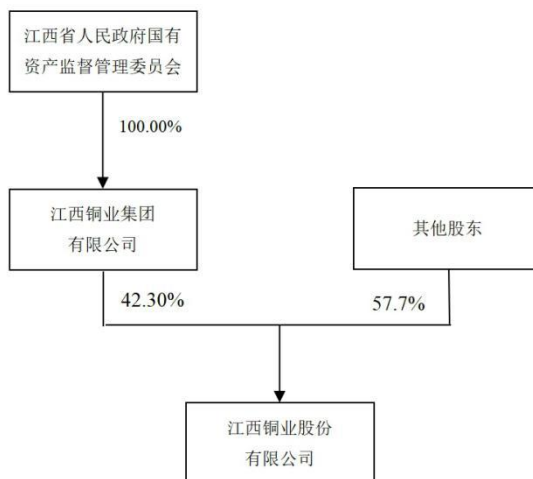 江西省人民政府国有
资产监督管理委员会
100.00%
江西铜业集团
有限公司
其他股东
42.30%
57.7%
江西铜业股份
有限公司